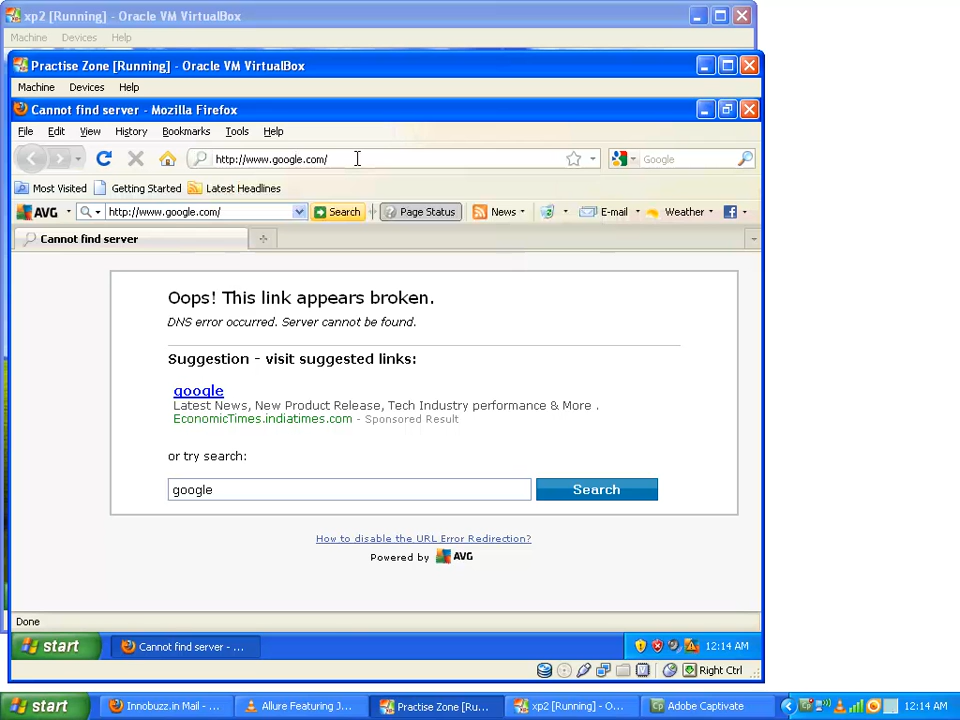 xp2 [Running] - Oracle VM VirtualBox
Machine Devices Help
Practise Zone [Running] - Oracle VM VirtualBox
Machine Devices Help
Cannot find server - Mozilla Firefox
File Edit View History Bookmarks Tools Help
http://www.google.com/ Google
Most Visited Getting Started Latest Headlines
AVG http://www.google.com/ Search Page Status News E-mail Weather
Cannot find server
Oops! This link appears broken.
DNS error occurred. Server cannot be found.
Suggestion - visit suggested links:
google
Latest News, New Product Release, Tech Industry performance & More .
EconomicTimes.indiatimes.com - Sponsored Result
or try search:
google Search
How to disable the URL Error Redirection?
Powered by AVG
Done
start Cannot find server - ... 12:14 AM
Right Ctrl
start Innobuzz.in Mail - ... Allure Featuring J... Practise Zone [Ru... xp2 [Running] - O... Adobe Captivate 12:14 AM